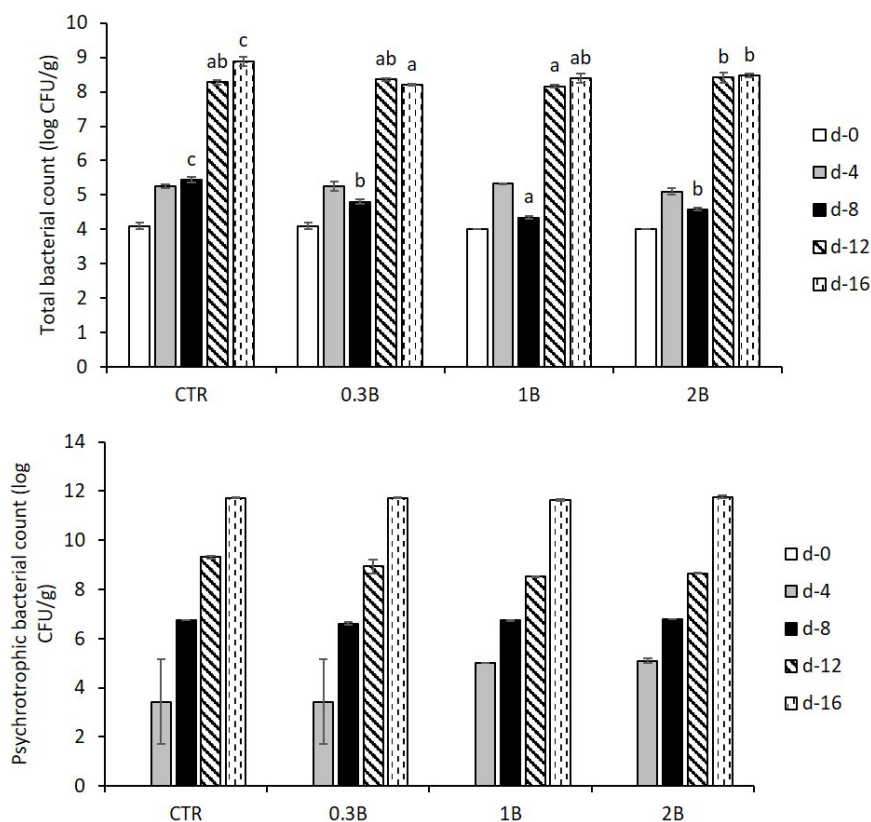 Total bacterial count (log CFU/g)
10
9
8
7
6
5
4
3
2
1
0
c
ab
c
b
ab
a
a
a
ab
b
b
b
CTR
0.3B
1B
2B
d-0
d-4
d-8
d-12
d-16
Psychrotrophic bacterial count (log
CFU/g)
14
12
10
8
6
4
2
0
CTR
0.3B
1B
2B
d-0
d-4
d-8
d-12
d-16